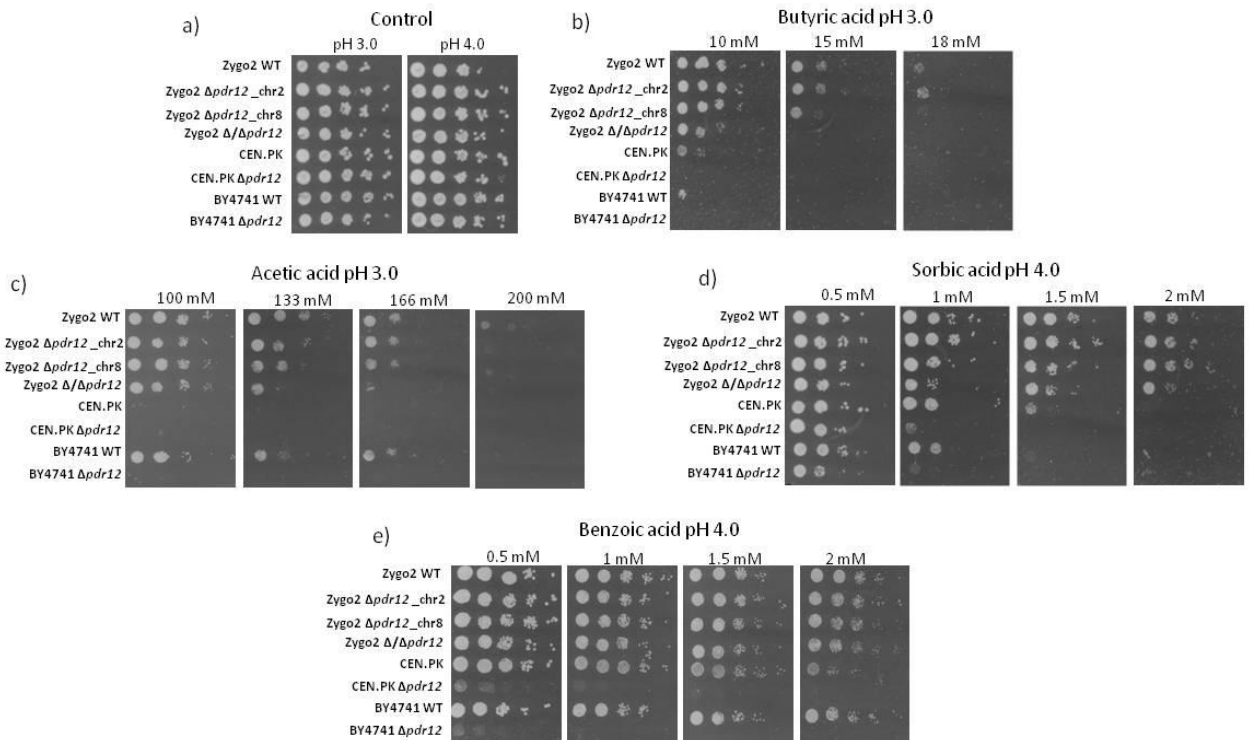 a)
Control
pH 3.0 pH 4.0
Zygo2 WT
Zygo2 Δpdr12_chr2
Zygo2 Δpdr12_chr8
Zygo2 Δ/Δpdr12
CEN.PK
CEN.PK Δpdr12
BY4741 WT
BY4741 Δpdr12
b)
Butyric acid pH 3.0
10 mM 15 mM 18 mM
Zygo2 WT
Zygo2 Δpdr12_chr2
Zygo2 Δpdr12_chr8
Zygo2 Δ/Δpdr12
CEN.PK
CEN.PK Δpdr12
BY4741 WT
BY4741 Δpdr12
c)
Acetic acid pH 3.0
100 mM 133 mM 166 mM 200 mM
Zygo2 WT
Zygo2 Δpdr12_chr2
Zygo2 Δpdr12_chr8
Zygo2 Δ/Δpdr12
CEN.PK
CEN.PK Δpdr12
BY4741 WT
BY4741 Δpdr12
d)
Sorbic acid pH 4.0
0.5 mM 1 mM 1.5 mM 2 mM
Zygo2 WT
Zygo2 Δpdr12_chr2
Zygo2 Δpdr12_chr8
Zygo2 Δ/Δpdr12
CEN.PK
CEN.PK Δpdr12
BY4741 WT
BY4741 Δpdr12
e)
Benzoic acid pH 4.0
0.5 mM 1 mM 1.5 mM 2 mM
Zygo2 WT
Zygo2 Δpdr12_chr2
Zygo2 Δpdr12_chr8
Zygo2 Δ/Δpdr12
CEN.PK
CEN.PK Δpdr12
BY4741 WT
BY4741 Δpdr12